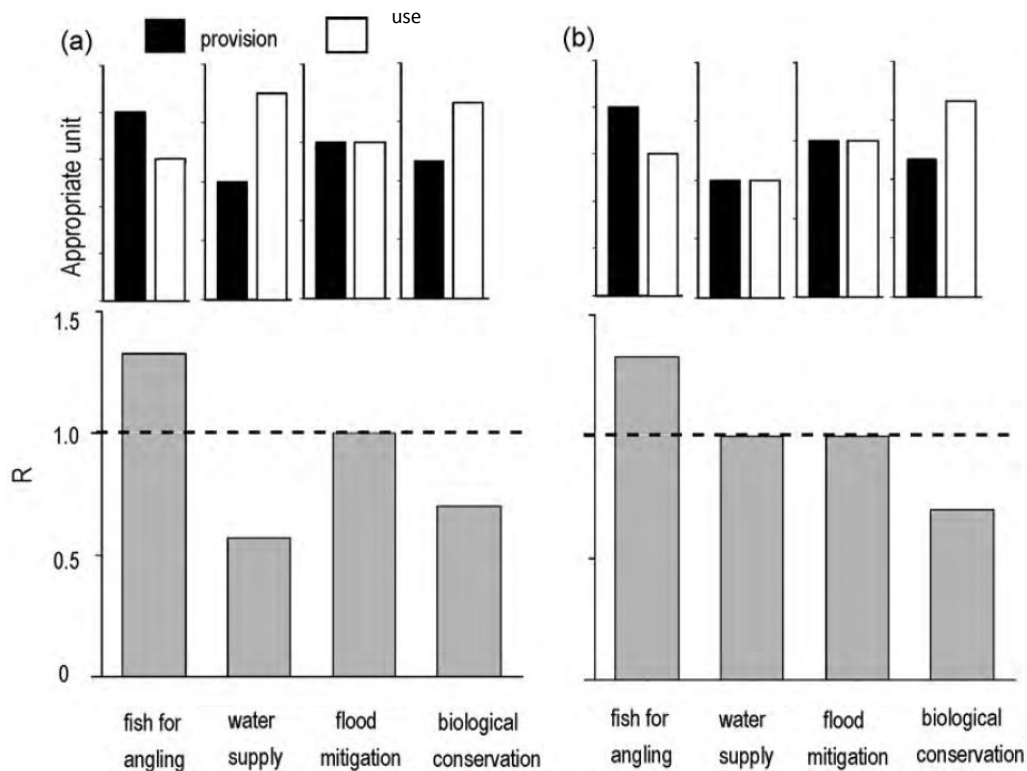 (a)
provision
use
(b)
Appropriate unit
R
1.5
1.0
0.5
0
fish for
angling
water
supply
flood
mitigation
biological
conservation
fish for
angling
water
supply
flood
mitigation
biological
conservation